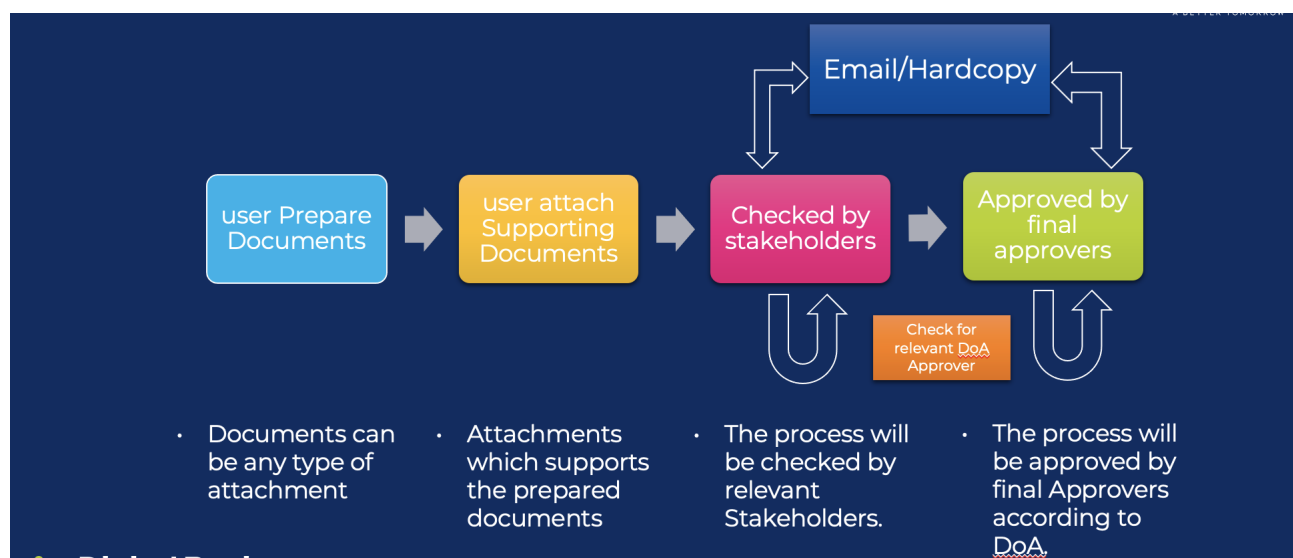 A BETTER TOMORROW
Email/Hardcopy
user Prepare
Documents
user attach
Supporting
Documents
Checked by
stakeholders
Approved by
final
approvers
Check for
relevant DoA
Approver
• Documents can
be any type of
attachment
• Attachments
which supports
the prepared
documents
• The process will
be checked by
relevant
Stakeholders.
• The process will
be approved by
final Approvers
according to
DoA.